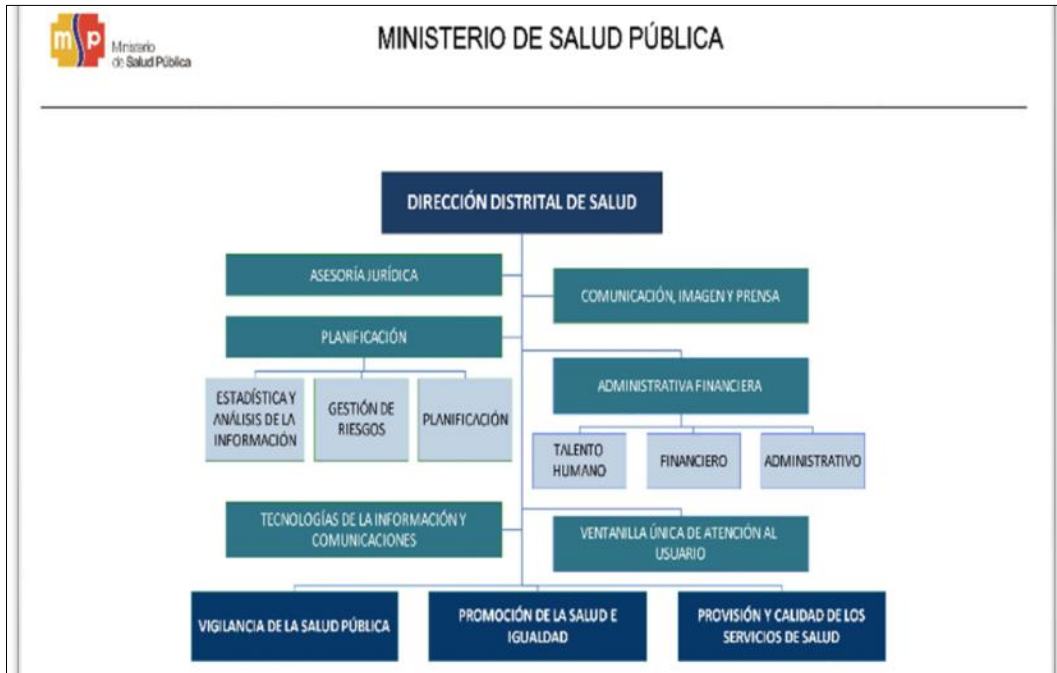 msp
Ministerio
de Salud Pública
MINISTERIO DE SALUD PÚBLICA
DIRECCIÓN DISTRITAL DE SALUD
ASESORÍA JURÍDICA
COMUNICACIÓN, IMAGEN Y PRENSA
PLANIFICACIÓN
ESTADÍSTICA Y
ANÁLISIS DE LA
INFORMACIÓN
GESTIÓN DE
RIESGOS
PLANIFICACIÓN
ADMINISTRATIVA FINANCIERA
TALENTO
HUMANO
FINANCIERO
ADMINISTRATIVO
TECNOLOGÍAS DE LA INFORMACIÓN Y
COMUNICACIONES
VENTANILLA ÚNICA DE ATENCIÓN AL
USUARIO
VIGILANCIA DE LA SALUD PÚBLICA
PROMOCIÓN DE LA SALUD E
IGUALDAD
PROVISIÓN Y CALIDAD DE LOS
SERVICIOS DE SALUD